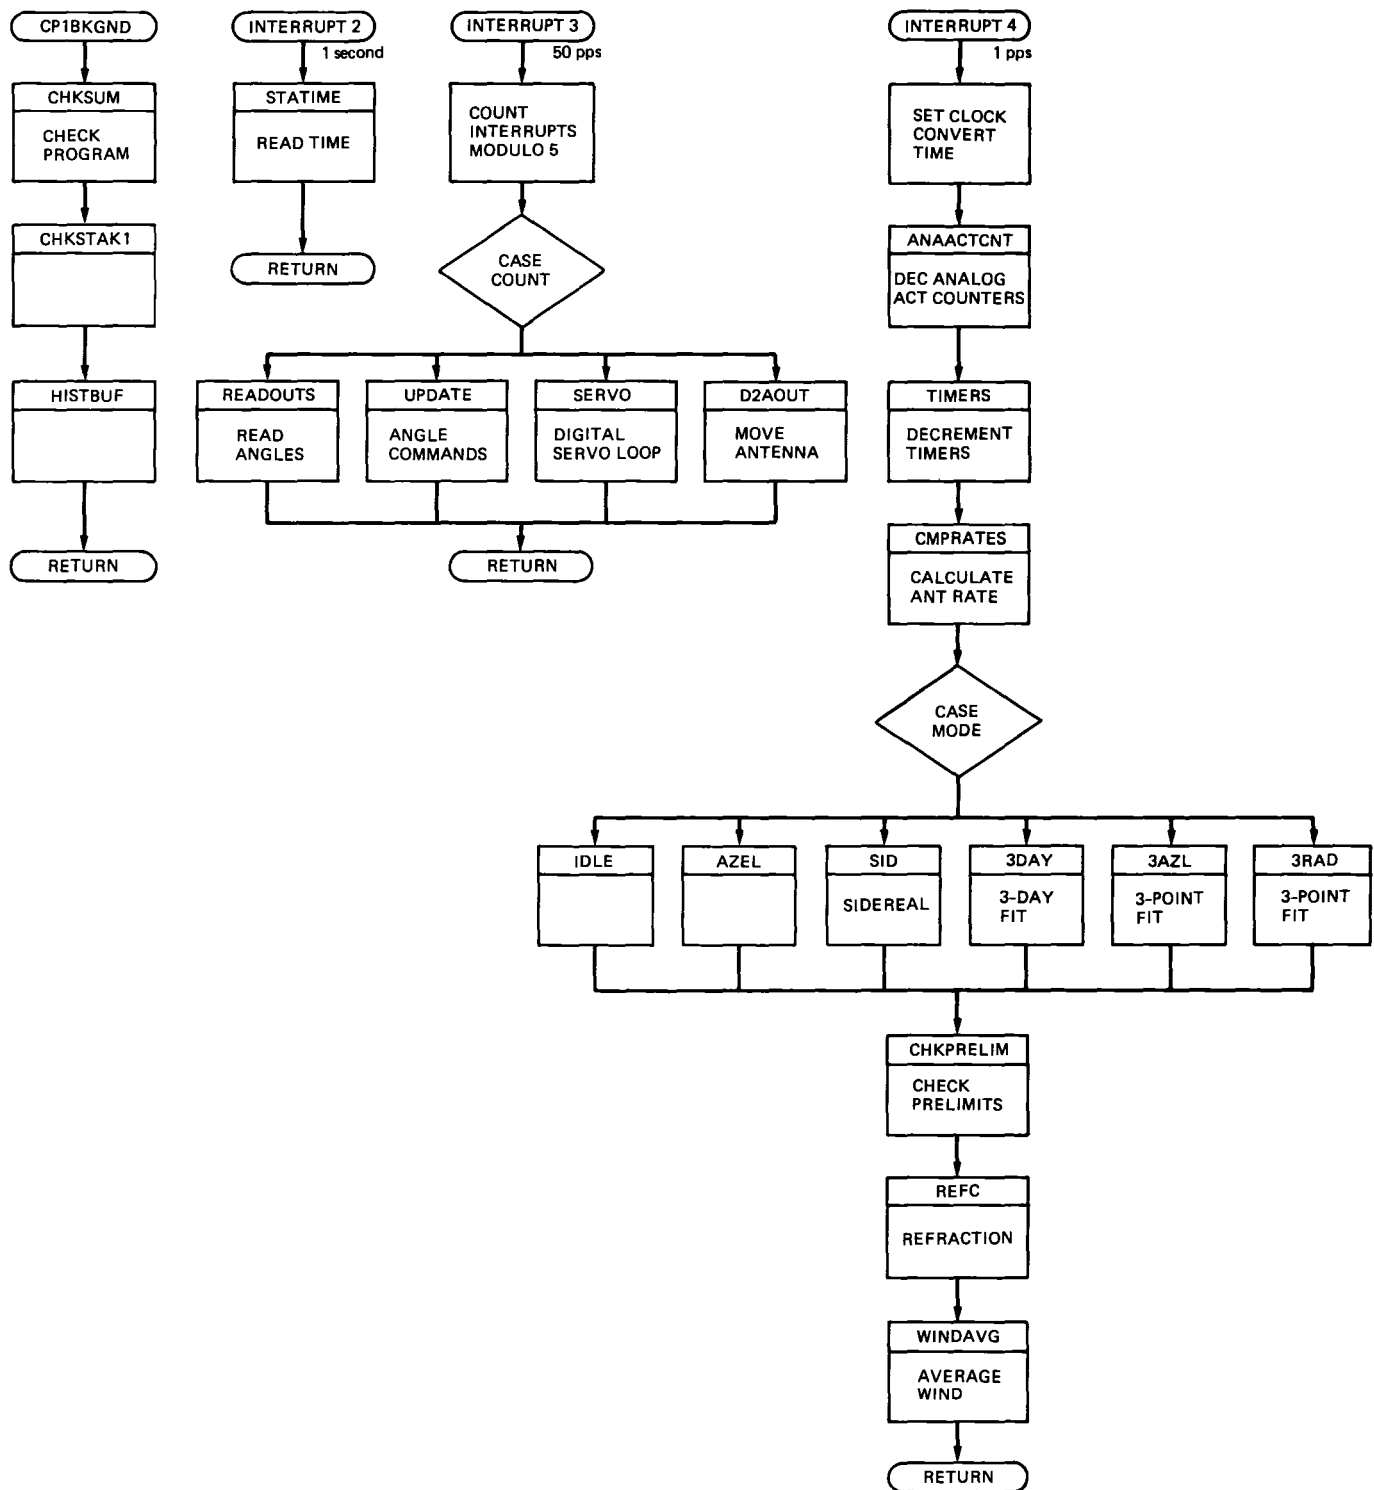 CP1BKGND
CHKSUM
CHECK
PROGRAM
CHKSTAK1
HISTBUF
RETURN
INTERRUPT 2
1 second
STATIME
READ TIME
RETURN
INTERRUPT 3
50 pps
COUNT
INTERRUPTS
MODULO 5
CASE
COUNT
READOUTS
READ
ANGLES
UPDATE
ANGLE
COMMANDS
SERVO
DIGITAL
SERVO LOOP
D2AOUT
MOVE
ANTENNA
RETURN
INTERRUPT 4
1 pps
SET CLOCK
CONVERT
TIME
ANAACTCNT
DEC ANALOG
ACT COUNTERS
TIMERS
DECREMENT
TIMERS
CMPRATES
CALCULATE
ANT RATE
CASE
MODE
IDLE
AZEL
SID
SIDEREAL
3DAY
3-DAY
FIT
3AZL
3-POINT
FIT
3RAD
3-POINT
FIT
CHKPRELIM
CHECK
PRELIMITS
REFC
REFRACTION
WINDAVG
AVERAGE
WIND
RETURN